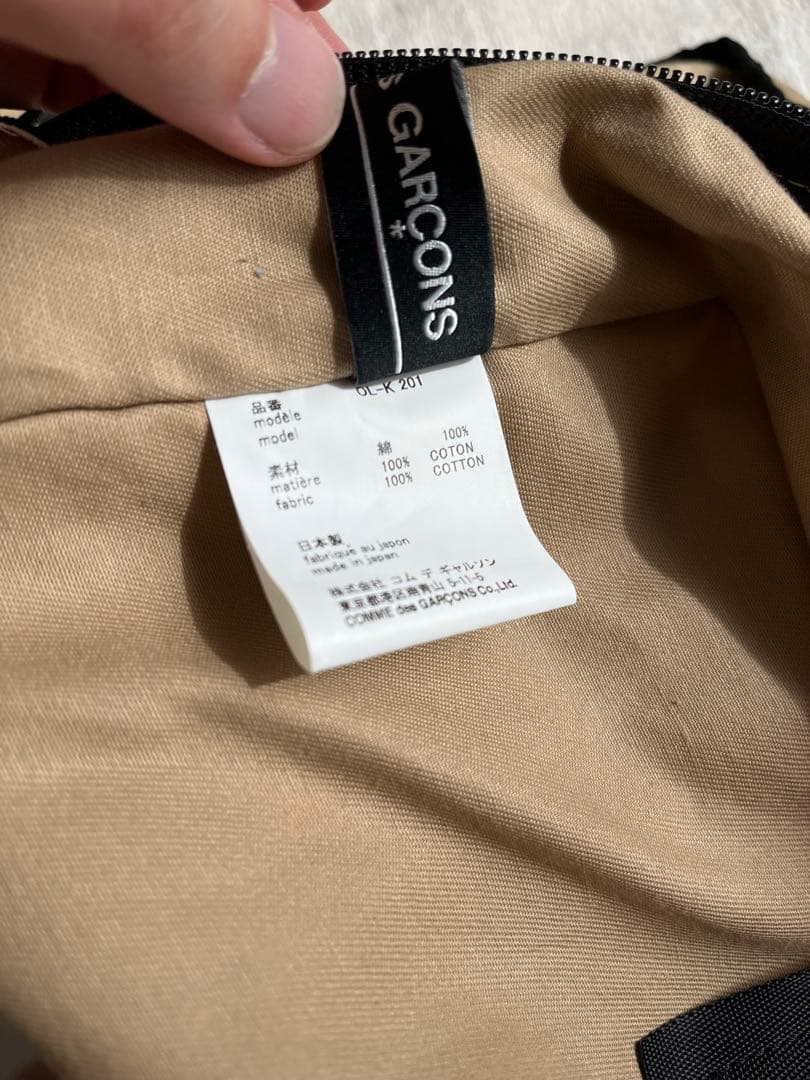 S GARÇONS
*
品番
modèle
model
OL-K 201
素材 綿 100%
matière 100% COTON
fabric 100% COTTON
日本製
fabriqué au japon
made in japan
株式会社 コム デ ギャルソン
東京都港区南青山 5-11-5
COMME des GARÇONS Co., Ltd.